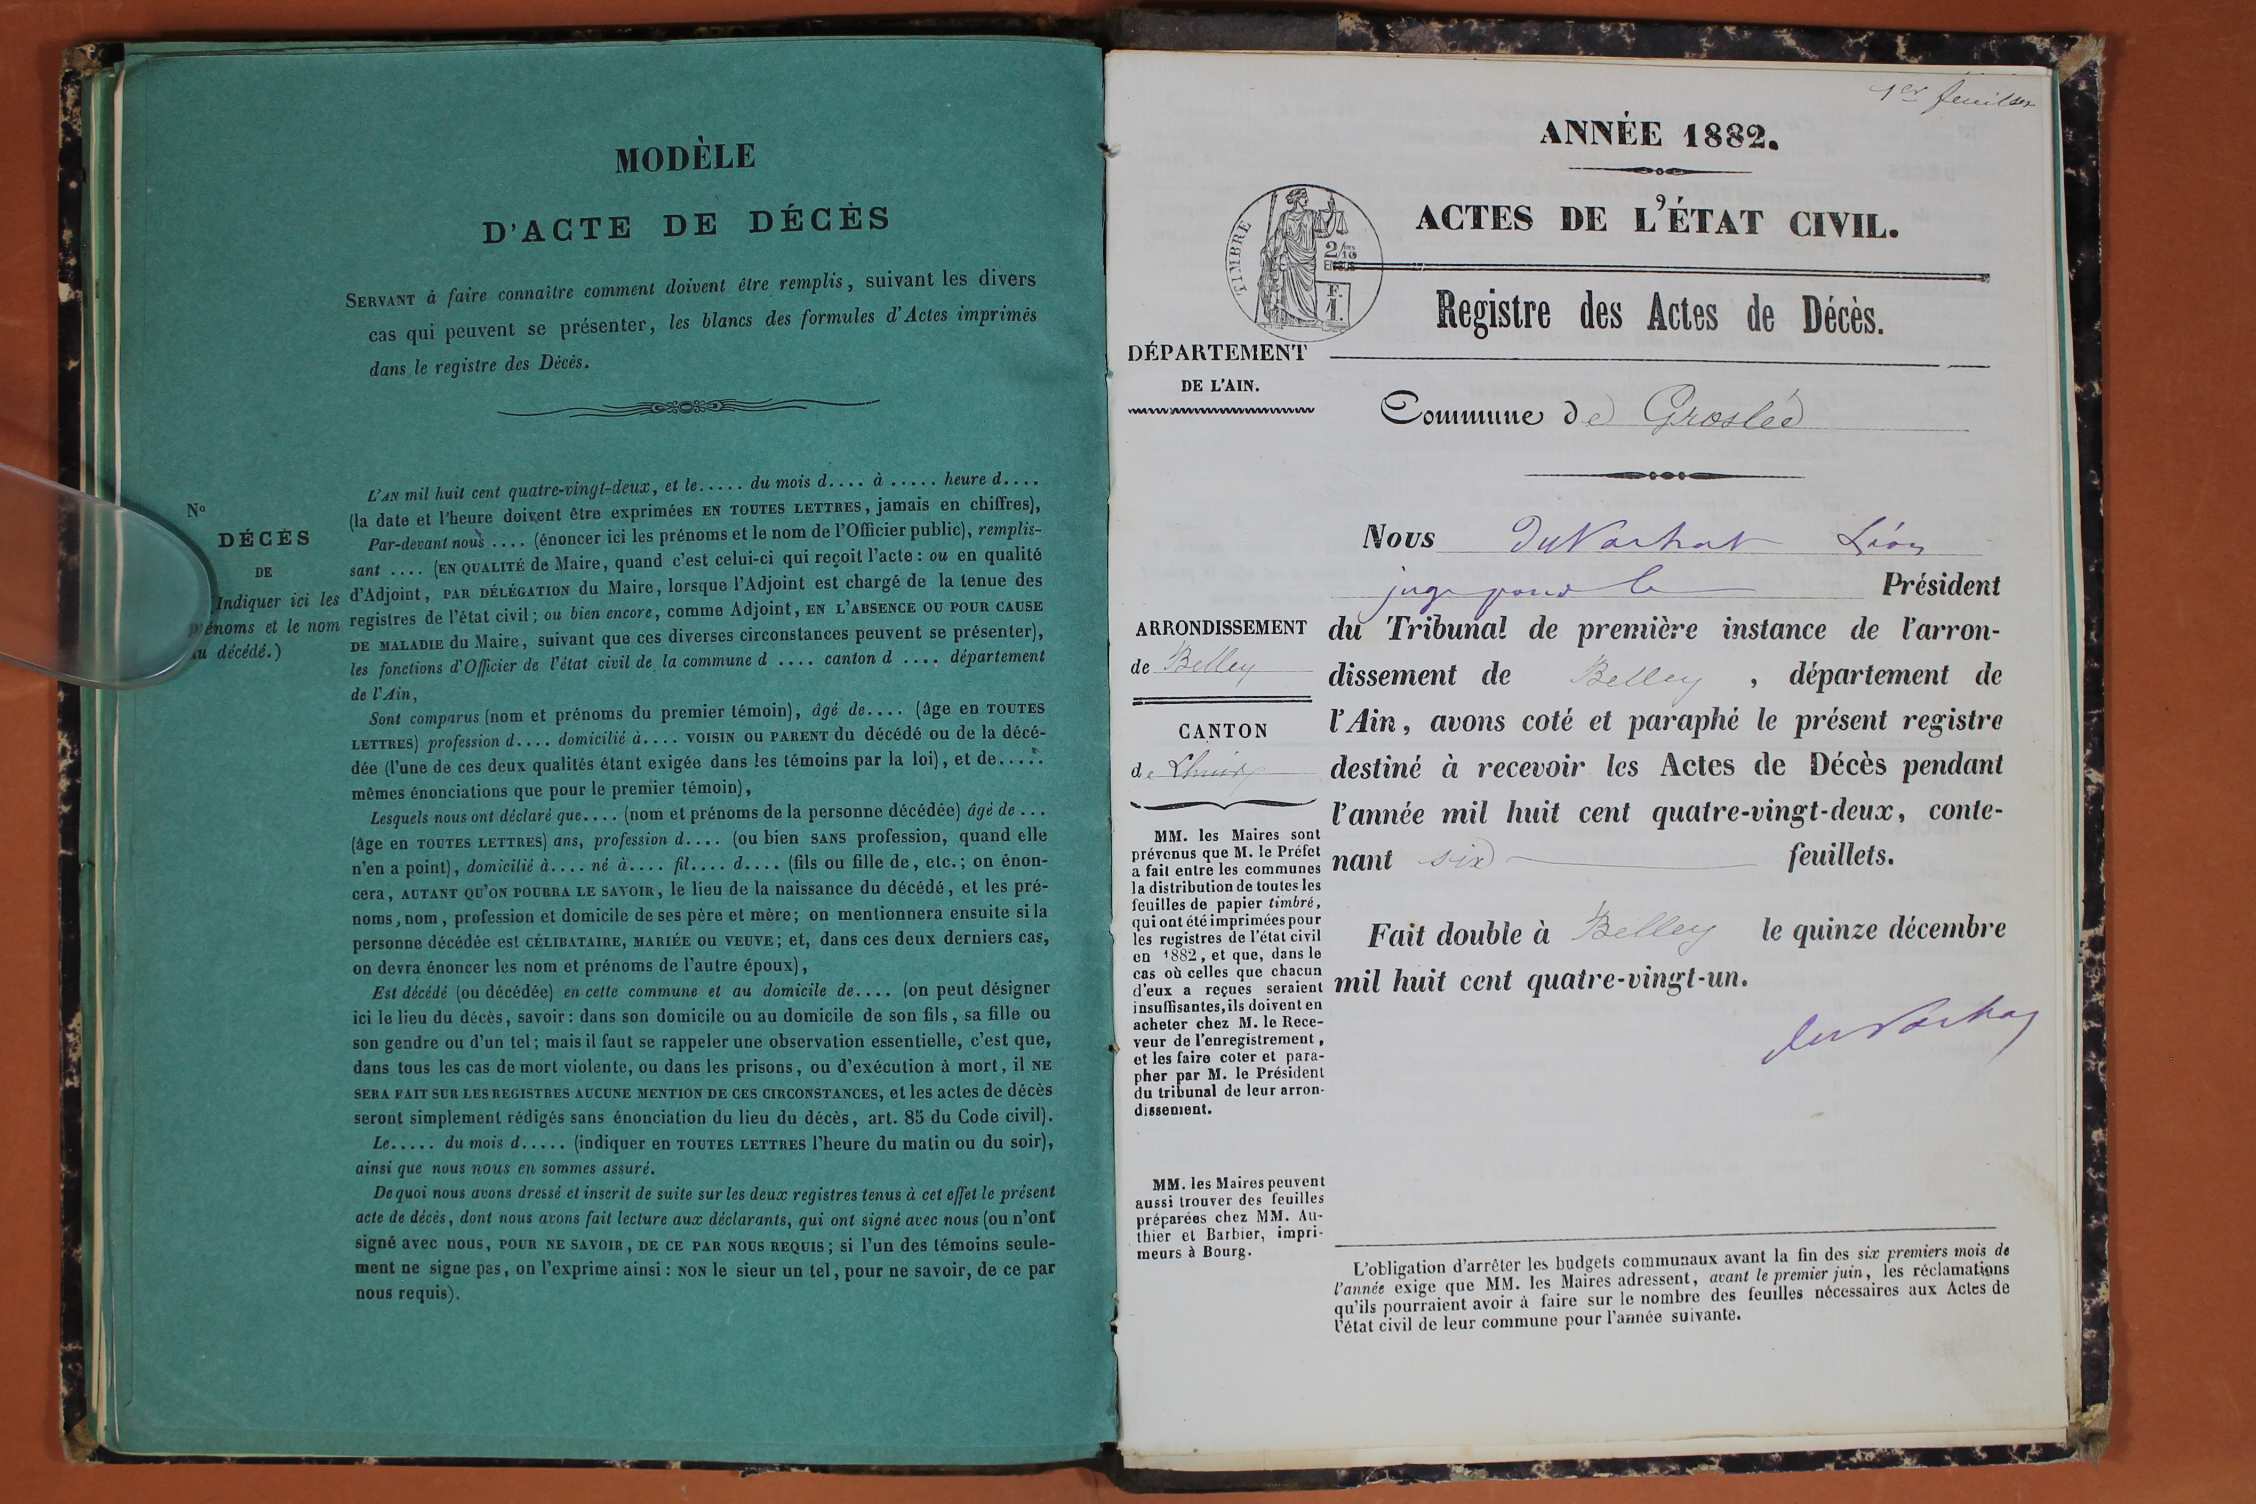 MODÈLE
D'ACTE DE DÉCÈS
SERVANT à faire connaître comment doivent être remplis, suivant les divers
cas qui peuvent se présenter, les blancs des formules d'Actes imprimés
dans le registre des Décès.
N°
DÉCÈS
DE
(Indiquer ici les
prénoms et le nom
du décédé.)
L'AN mil huit cent quatre-vingt-deux, et le..... du mois d.... à ..... heure d....
(la date et l'heure doivent être exprimées EN TOUTES LETTRES, jamais en chiffres),
Par-devant nous .... (énoncer ici les prénoms et le nom de l'Officier public), remplis-
sant .... (EN QUALITÉ de Maire, quand c'est celui-ci qui reçoit l'acte : ou en qualité
d'Adjoint, PAR DÉLÉGATION du Maire, lorsque l'Adjoint est chargé de la tenue des
registres de l'état civil ; ou bien encore, comme Adjoint, EN L'ABSENCE OU POUR CAUSE
DE MALADIE du Maire, suivant que ces diverses circonstances peuvent se présenter),
les fonctions d'Officier de l'état civil de la commune d .... canton d .... département
de l'Ain,
Sont comparus (nom et prénoms du premier témoin), âgé de.... (âge en TOUTES
LETTRES) profession d.... domicilié à.... VOISIN OU PARENT du décédé ou de la décé-
dée (l'une de ces deux qualités étant exigée dans les témoins par la loi), et de.....
mêmes énonciations que pour le premier témoin),
Lesquels nous ont déclaré que.... (nom et prénoms de la personne décédée) âgé de ...
(âge en TOUTES LETTRES) ans, profession d.... (ou bien SANS profession, quand elle
n'en a point), domicilié à.... né à.... fil.... d.... (fils ou fille de, etc.; on énon-
cera, AUTANT QU'ON POURRA LE SAVOIR, le lieu de la naissance du décédé, et les pré-
noms, nom, profession et domicile de ses père et mère; on mentionnera ensuite si la
personne décédée est CÉLIBATAIRE, MARIÉE OU VEUVE; et, dans ces deux derniers cas,
on devra énoncer les nom et prénoms de l'autre époux),
Est décédé (ou décédée) en cette commune et au domicile de.... (on peut désigner
ici le lieu du décès, savoir: dans son domicile ou au domicile de son fils, sa fille ou
son gendre ou d'un tel; mais il faut se rappeler une observation essentielle, c'est que,
dans tous les cas de mort violente, ou dans les prisons, ou d'exécution à mort, il NE
SERA FAIT SUR LES REGISTRES AUCUNE MENTION DE CES CIRCONSTANCES, et les actes de décès
seront simplement rédigés sans énonciation du lieu du décès, art. 85 du Code civil).
Le..... du mois d..... (indiquer en TOUTES LETTRES l'heure du matin ou du soir),
ainsi que nous nous en sommes assuré.
De quoi nous avons dressé et inscrit de suite sur les deux registres tenus à cet effet le présent
acte de décès, dont nous avons fait lecture aux déclarants, qui ont signé avec nous (ou n'ont
signé avec nous, POUR NE SAVOIR, DE CE PAR NOUS REQUIS; si l'un des témoins seule-
ment ne signe pas, on l'exprime ainsi : NON le sieur un tel, pour ne savoir, de ce par
nous requis).
1er feuillet
ANNÉE 1882.
ACTES DE L'ÉTAT CIVIL.
TIMBRE
2/10
EN SUS
F.
1.
Registre des Actes de Décès.
DÉPARTEMENT
DE L'AIN.
Commune de Groslée
ARRONDISSEMENT
de Belley
CANTON
de Lhuis
MM. les Maires sont
prévenus que M. le Préfet
a fait entre les communes
la distribution de toutes les
feuilles de papier timbré,
qui ont été imprimées pour
les registres de l'état civil
en 1882, et que, dans le
cas où celles que chacun
d'eux a reçues seraient
insuffisantes, ils doivent en
acheter chez M. le Rece-
veur de l'enregistrement,
et les faire coter et para-
pher par M. le Président
du tribunal de leur arron-
dissement.
MM. les Maires peuvent
aussi trouver des feuilles
préparées chez MM. Au-
thier et Barbier, impri-
meurs à Bourg.
Nous Léon
juge pour le Président
du Tribunal de première instance de l'arron-
dissement de Belley, département de
l'Ain, avons coté et paraphé le présent registre
destiné à recevoir les Actes de Décès pendant
l'année mil huit cent quatre-vingt-deux, conte-
nant six feuillets.
Fait double à Belley le quinze décembre
mil huit cent quatre-vingt-un.
L'obligation d'arrêter les budgets communaux avant la fin des six premiers mois de
l'année exige que MM. les Maires adressent, avant le premier juin, les réclamations
qu'ils pourraient avoir à faire sur le nombre des feuilles nécessaires aux Actes de
l'état civil de leur commune pour l'année suivante.